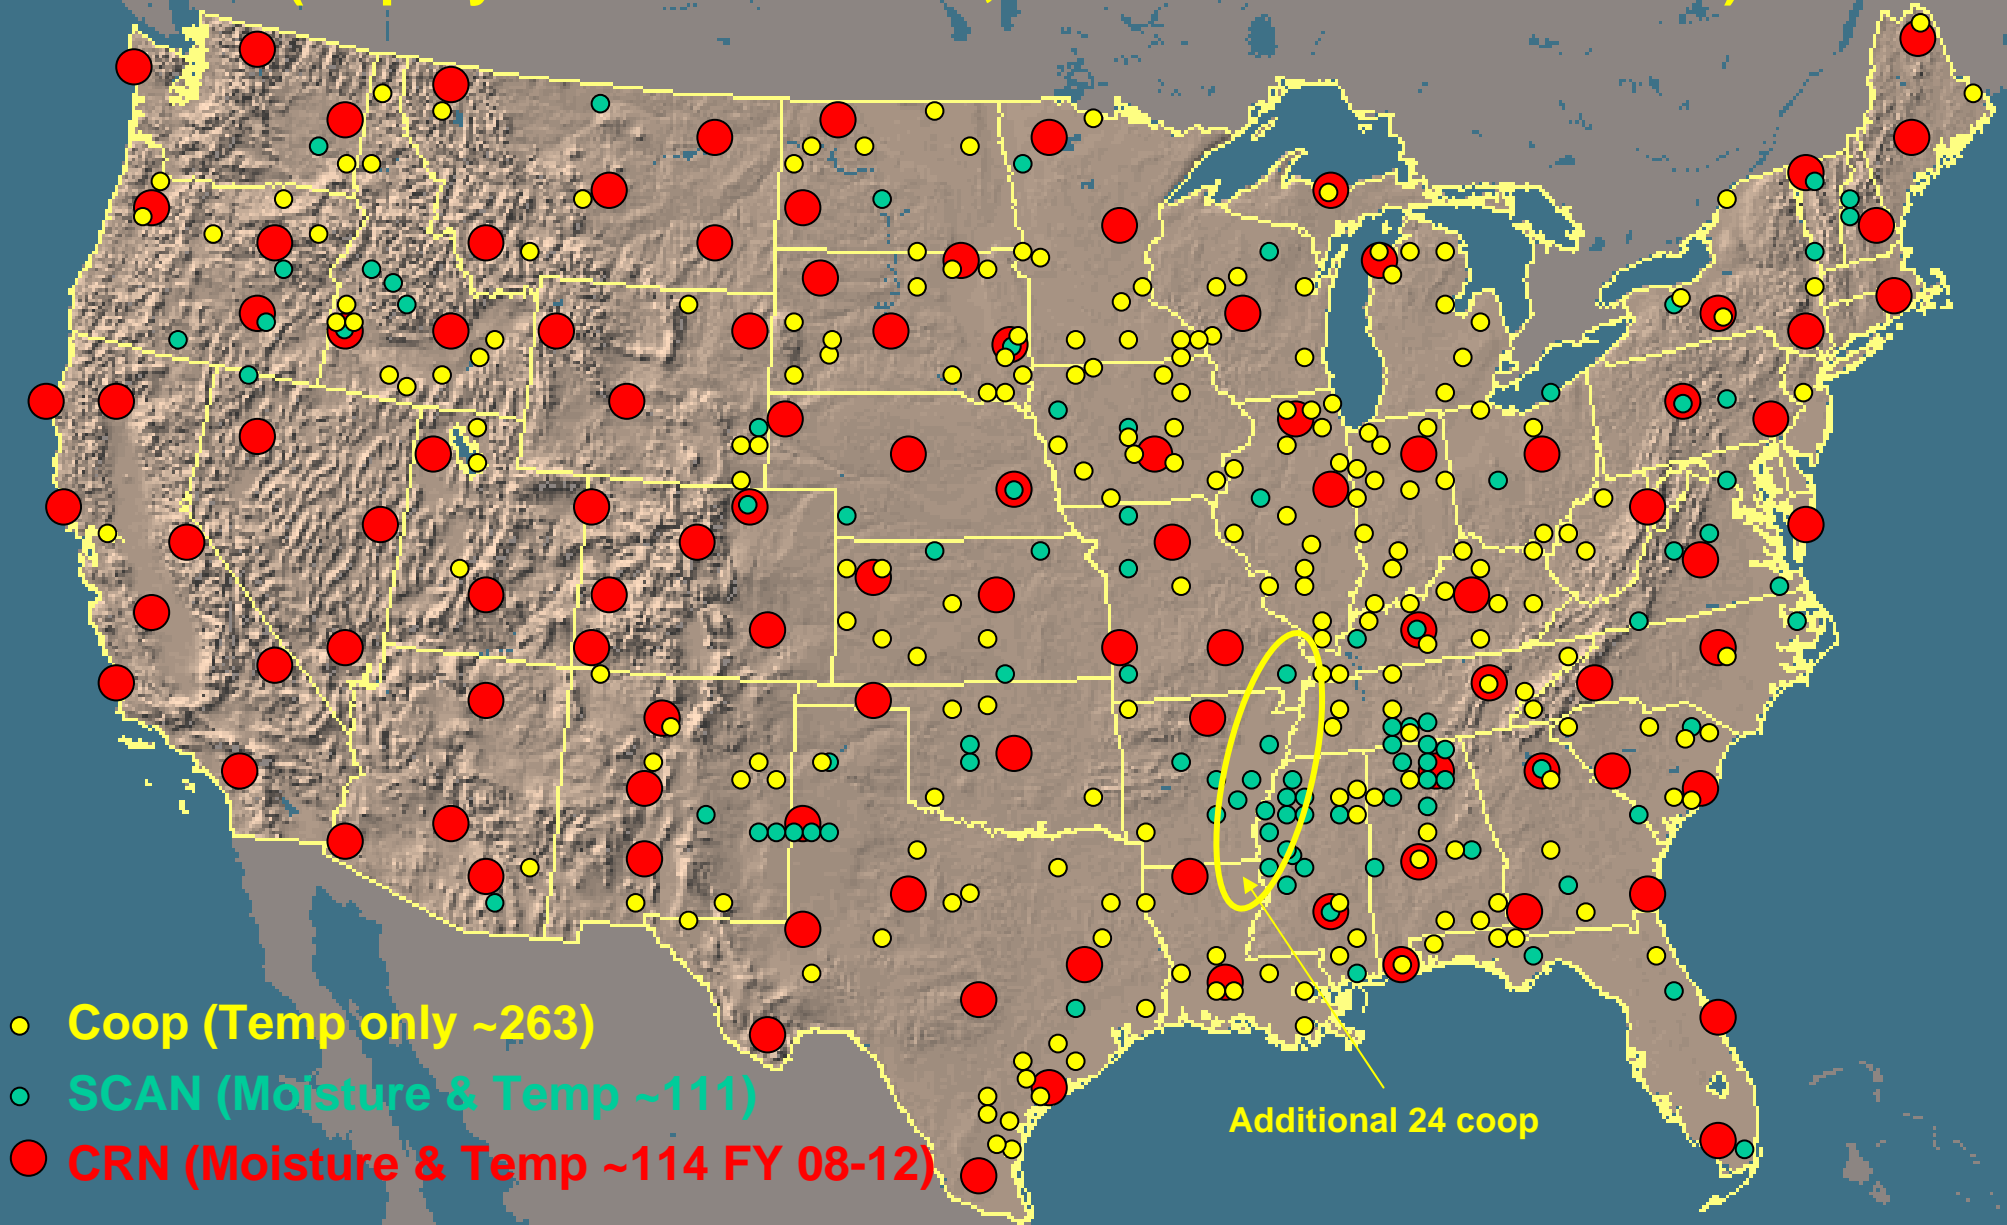 Coop (Temp only ~263)
SCAN (Moisture & Temp ~111)
CRN (Moisture & Temp ~114 FY 08-12)
Additional 24 coop